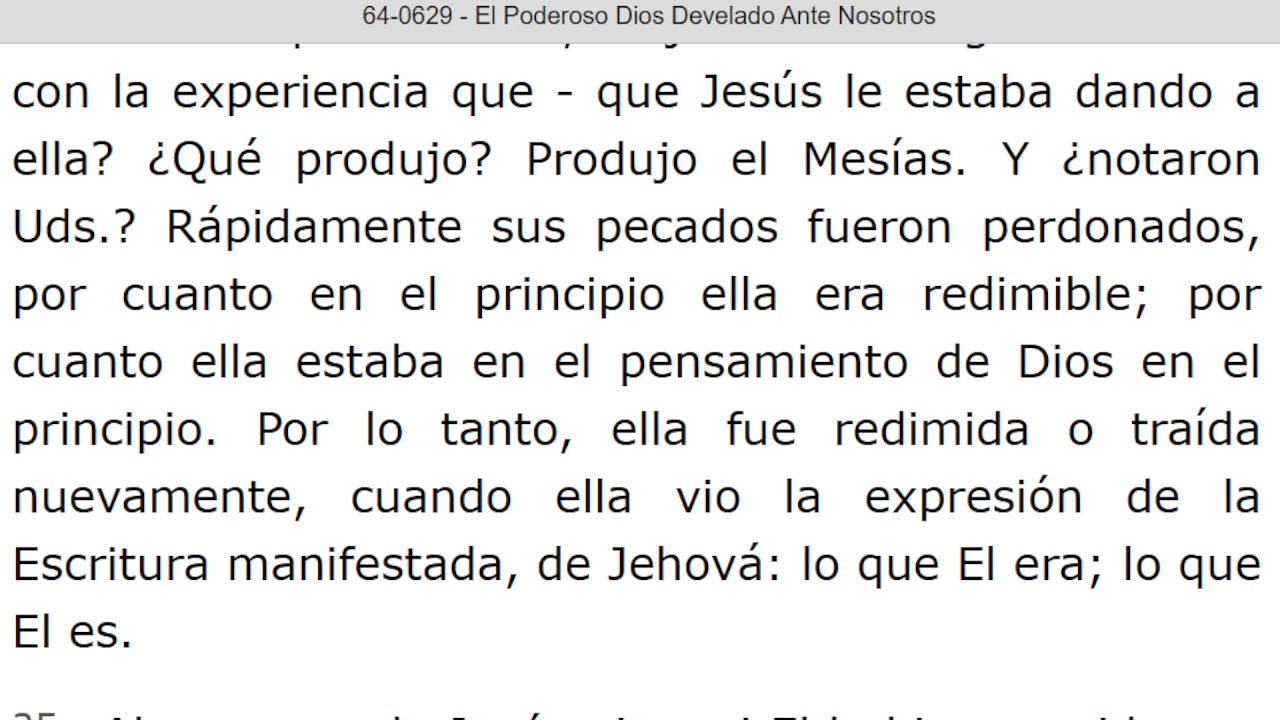 64-0629 - El Poderoso Dios Develado Ante Nosotros
con la experiencia que - que Jesús le estaba dando a
ella? ¿Qué produjo? Produjo el Mesías. Y ¿notaron
Uds.? Rápidamente sus pecados fueron perdonados,
por cuanto en el principio ella era redimible; por
cuanto ella estaba en el pensamiento de Dios en el
principio. Por lo tanto, ella fue redimida o traída
nuevamente, cuando ella vio la expresión de la
Escritura manifestada, de Jehová: lo que El era; lo que
El es.